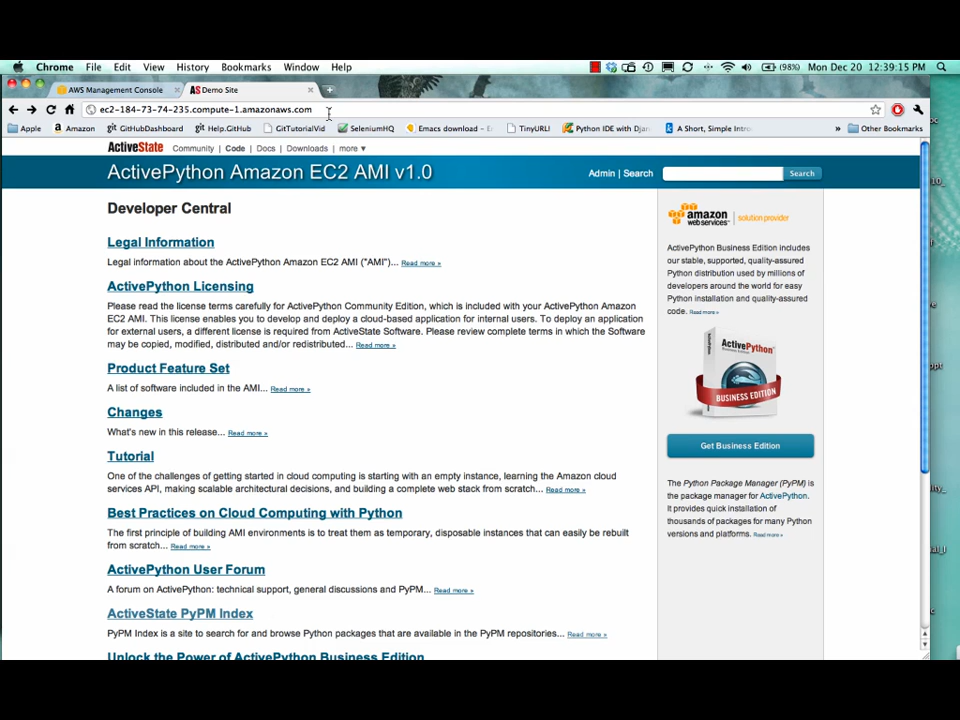 Chrome File Edit View History Bookmarks Window Help (98%) Mon Dec 20 12:39:15 PM
AWS Management Console × AS Demo Site ×
ec2-184-73-74-235.compute-1.amazonaws.com
Apple Amazon GitHubDashboard Help.GitHub GitTutorialVid SeleniumHQ Emacs download – TinyURL! Python IDE with Djan A Short, Simple Intro » Other Bookmarks
ActiveState Community | Code | Docs | Downloads | more ▾
ActivePython Amazon EC2 AMI v1.0 Admin | Search Search
Developer Central
Legal Information
Legal information about the ActivePython Amazon EC2 AMI ("AMI")... Read more »
ActivePython Licensing
Please read the license terms carefully for ActivePython Community Edition, which is included with your ActivePython Amazon
EC2 AMI. This license enables you to develop and deploy a cloud-based application for internal users. To deploy an application
for external users, a different license is required from ActiveState Software. Please review complete terms in which the Software
may be copied, modified, distributed and/or redistributed... Read more »
Product Feature Set
A list of software included in the AMI... Read more »
Changes
What's new in this release... Read more »
Tutorial
One of the challenges of getting started in cloud computing is starting with an empty instance, learning the Amazon cloud
services API, making scalable architectural decisions, and building a complete web stack from scratch... Read more »
Best Practices on Cloud Computing with Python
The first principle of building AMI environments is to treat them as temporary, disposable instances that can easily be rebuilt
from scratch... Read more »
ActivePython User Forum
A forum on ActivePython: technical support, general discussions and PyPM... Read more »
ActiveState PyPM Index
PyPM Index is a site to search for and browse Python packages that are available in the PyPM repositories... Read more »
Unlock the Power of ActivePython Business Edition
amazon web services™ | solution provider
ActivePython Business Edition includes
our stable, supported, quality-assured
Python distribution used by millions of
developers around the world for easy
Python installation and quality-assured
code. Read more »
ActivePython
BUSINESS EDITION
Get Business Edition
The Python Package Manager (PyPM) is
the package manager for ActivePython.
It provides quick installation of
thousands of packages for many Python
versions and platforms. Read more »